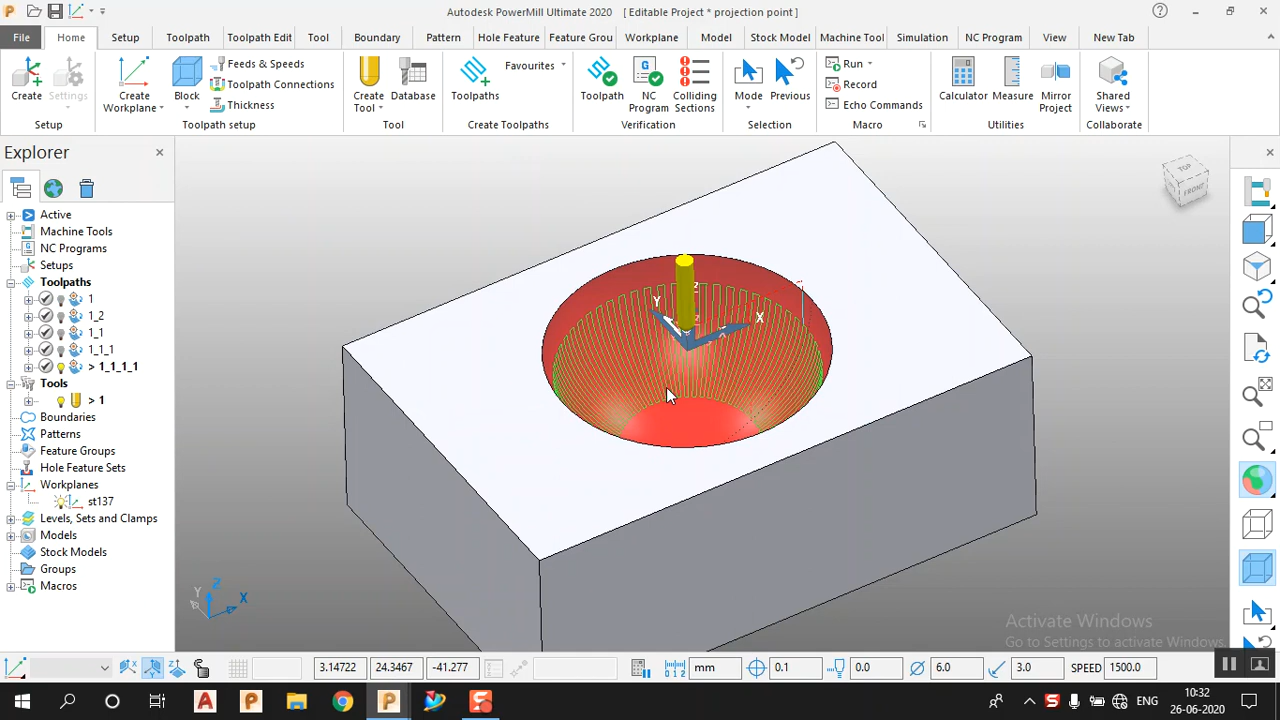 Autodesk PowerMill Ultimate 2020 [ Editable Project * projection point ]
File Home Setup Toolpath Toolpath Edit Tool Boundary Pattern Hole Feature Feature Grou Workplane Model Stock Model Machine Tool Simulation NC Program View New Tab
Create
Settings
Setup
Create
Workplane
Block
Feeds & Speeds
Toolpath Connections
Thickness
Toolpath setup
Create
Tool
Database
Tool
Toolpaths
Favourites
Create Toolpaths
Toolpath
NC
Program
Colliding
Sections
Verification
Mode
Previous
Selection
Run
Record
Echo Commands
Macro
Calculator
Measure
Mirror
Project
Utilities
Shared
Views
Collaborate
Explorer
Active
Machine Tools
NC Programs
Setups
Toolpaths
1
1_2
1_1
1_1_1
> 1_1_1_1
Tools
> 1
Boundaries
Patterns
Feature Groups
Hole Feature Sets
Workplanes
st137
Levels, Sets and Clamps
Models
Stock Models
Groups
Macros
TOP
FRONT
Y
Z
X
Z
Y
X
Activate Windows
Go to Settings to activate Windows.
3.14722 24.3467 -41.277 mm 0.1 0.0 6.0 3.0 SPEED 1500.0
ENG
10:32
26-06-2020